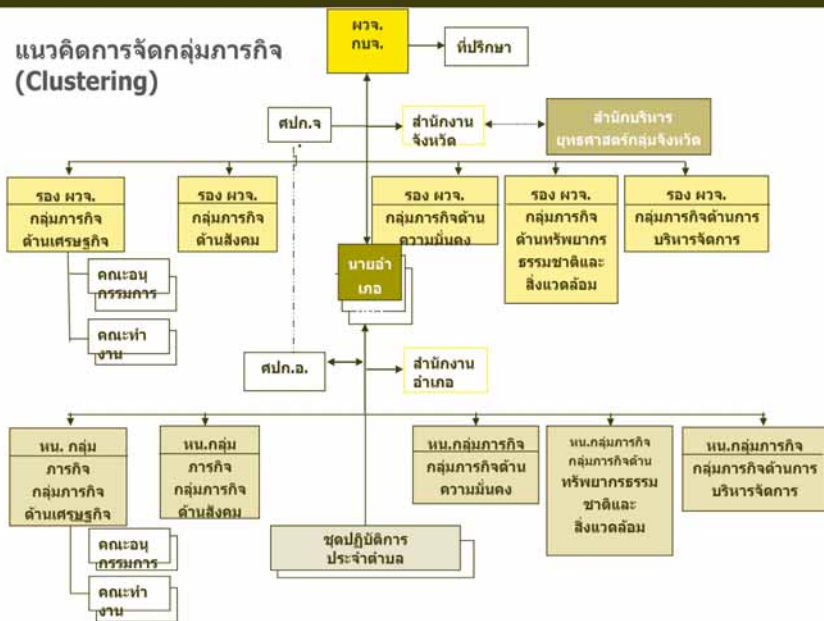 แนวคิดการจัดกลุ่มภารกิจ
(Clustering)
ผวจ.
กบจ.
ที่ปรึกษา
ศปก.จ
สำนักงาน
จังหวัด
สำนักบริหาร
ยุทธศาสตร์กลุ่มจังหวัด
รอง ผวจ.
กลุ่มภารกิจ
ด้านเศรษฐกิจ
รอง ผวจ.
กลุ่มภารกิจ
ด้านสังคม
รอง ผวจ.
กลุ่มภารกิจด้าน
ความมั่นคง
รอง ผวจ.
กลุ่มภารกิจ
ด้านทรัพยากร
ธรรมชาติและ
สิ่งแวดล้อม
รอง ผวจ.
กลุ่มภารกิจด้านการ
บริหารจัดการ
คณะอนุ
กรรมการ
คณะทำ
งาน
นายอำ
เภอ
ศปก.อ.
สำนักงาน
อำเภอ
หน. กลุ่ม
ภารกิจ
กลุ่มภารกิจ
ด้านเศรษฐกิจ
หน.กลุ่ม
ภารกิจ
กลุ่มภารกิจ
ด้านสังคม
หน.กลุ่มภารกิจ
กลุ่มภารกิจด้าน
ความมั่นคง
หน.กลุ่มภารกิจ
กลุ่มภารกิจด้าน
ทรัพยากรธรรม
ชาติและ
สิ่งแวดล้อม
หน.กลุ่มภารกิจ
กลุ่มภารกิจด้านการ
บริหารจัดการ
คณะอนุ
กรรมการ
คณะทำ
งาน
ชุดปฏิบัติการ
ประจำตำบล